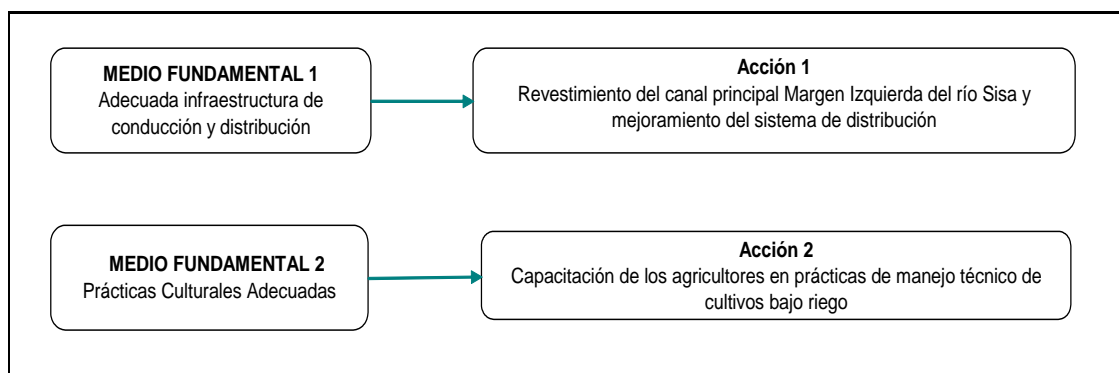 MEDIO FUNDAMENTAL 1
Adecuada infraestructura de
conducción y distribución
Acción 1
Revestimiento del canal principal Margen Izquierda del río Sisa y
mejoramiento del sistema de distribución
MEDIO FUNDAMENTAL 2
Prácticas Culturales Adecuadas
Acción 2
Capacitación de los agricultores en prácticas de manejo técnico de
cultivos bajo riego